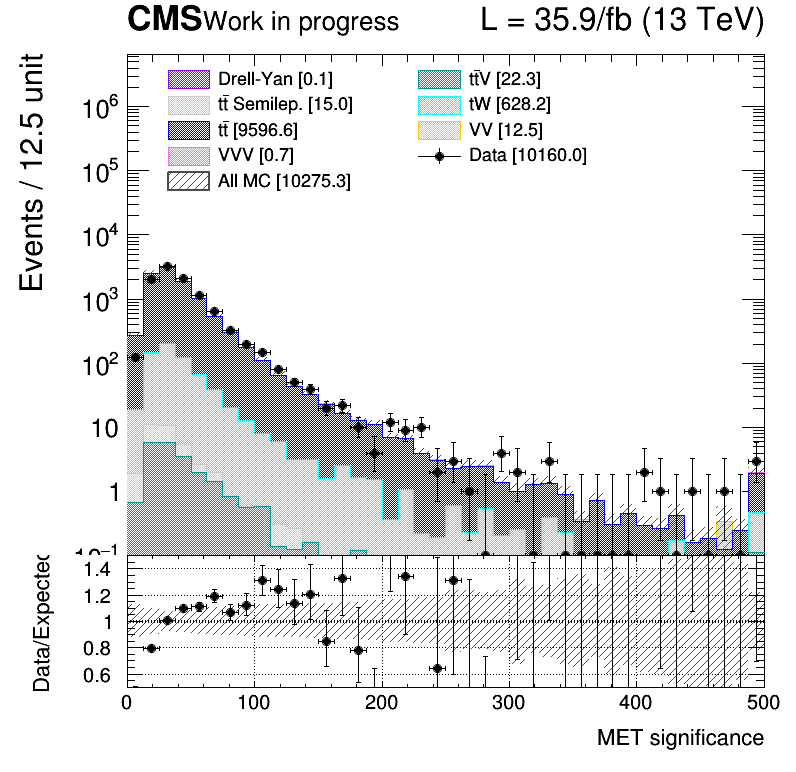 CMS Work in progress L = 35.9/fb (13 TeV)
Events / 12.5 unit
Drell-Yan [0.1] tt̄V [22.3]
tt̄ Semilep. [15.0] tW [628.2]
tt̄ [9596.6] VV [12.5]
VVV [0.7] Data [10160.0]
All MC [10275.3]
10⁶
10⁵
10⁴
10³
10²
10
1
10⁻¹
Data/Expected
1.4
1.2
1
0.8
0.6
0 100 200 300 400 500
MET significance